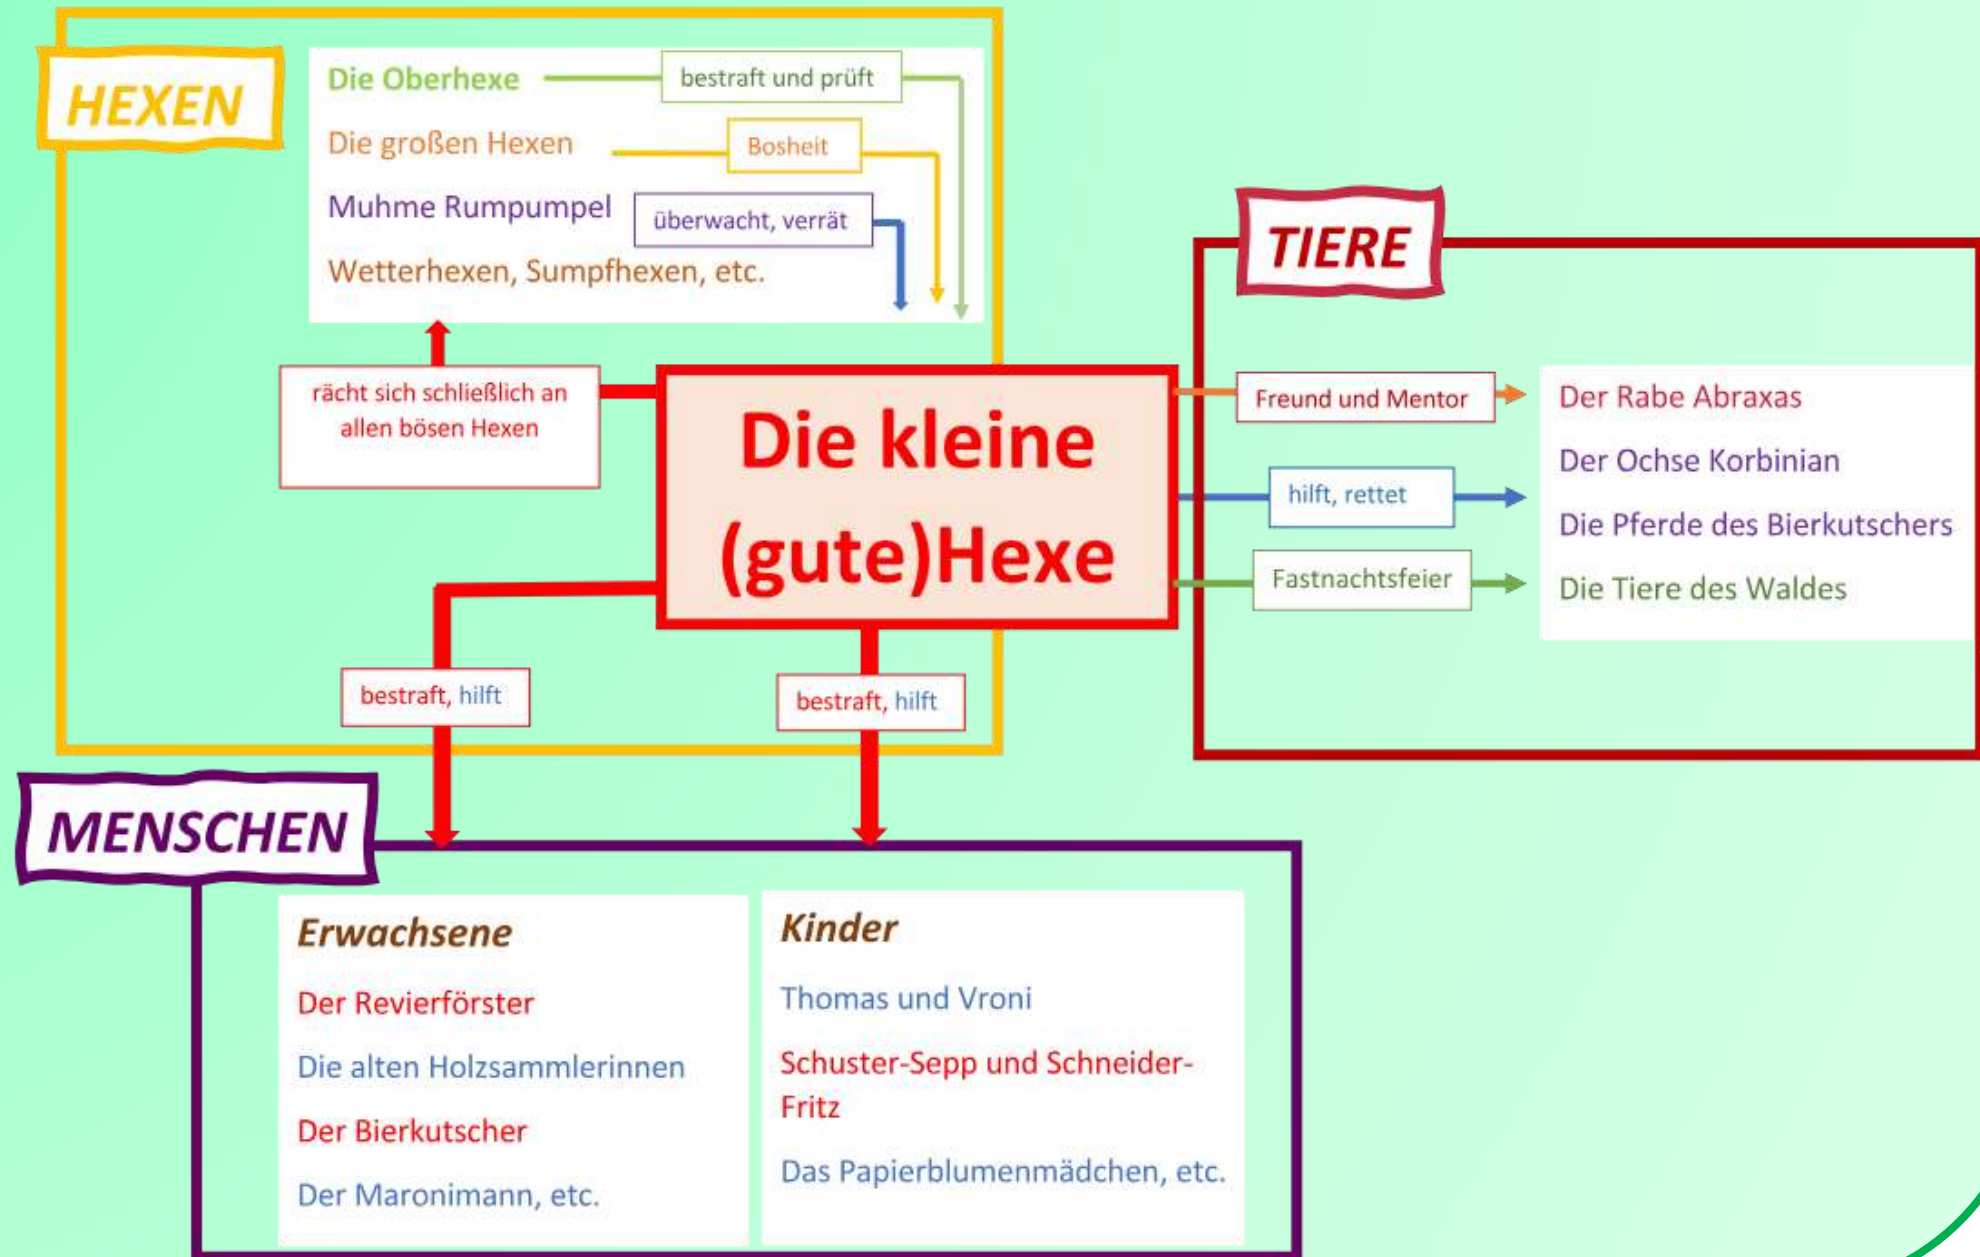 HEXEN
Die Oberhexe
bestraft und prüft
Die großen Hexen
Bosheit
Muhme Rumpumpel
überwacht, verrät
Wetterhexen, Sumpfhexen, etc.
rächt sich schließlich an
allen bösen Hexen
Die kleine
(gute)Hexe
TIERE
Freund und Mentor
Der Rabe Abraxas
Der Ochse Korbinian
hilft, rettet
Die Pferde des Bierkutschers
Fastnachtsfeier
Die Tiere des Waldes
bestraft, hilft
bestraft, hilft
MENSCHEN
Erwachsene
Der Revierförster
Die alten Holzsammlerinnen
Der Bierkutscher
Der Maronimann, etc.
Kinder
Thomas und Vroni
Schuster-Sepp und Schneider-
Fritz
Das Papierblumenmädchen, etc.